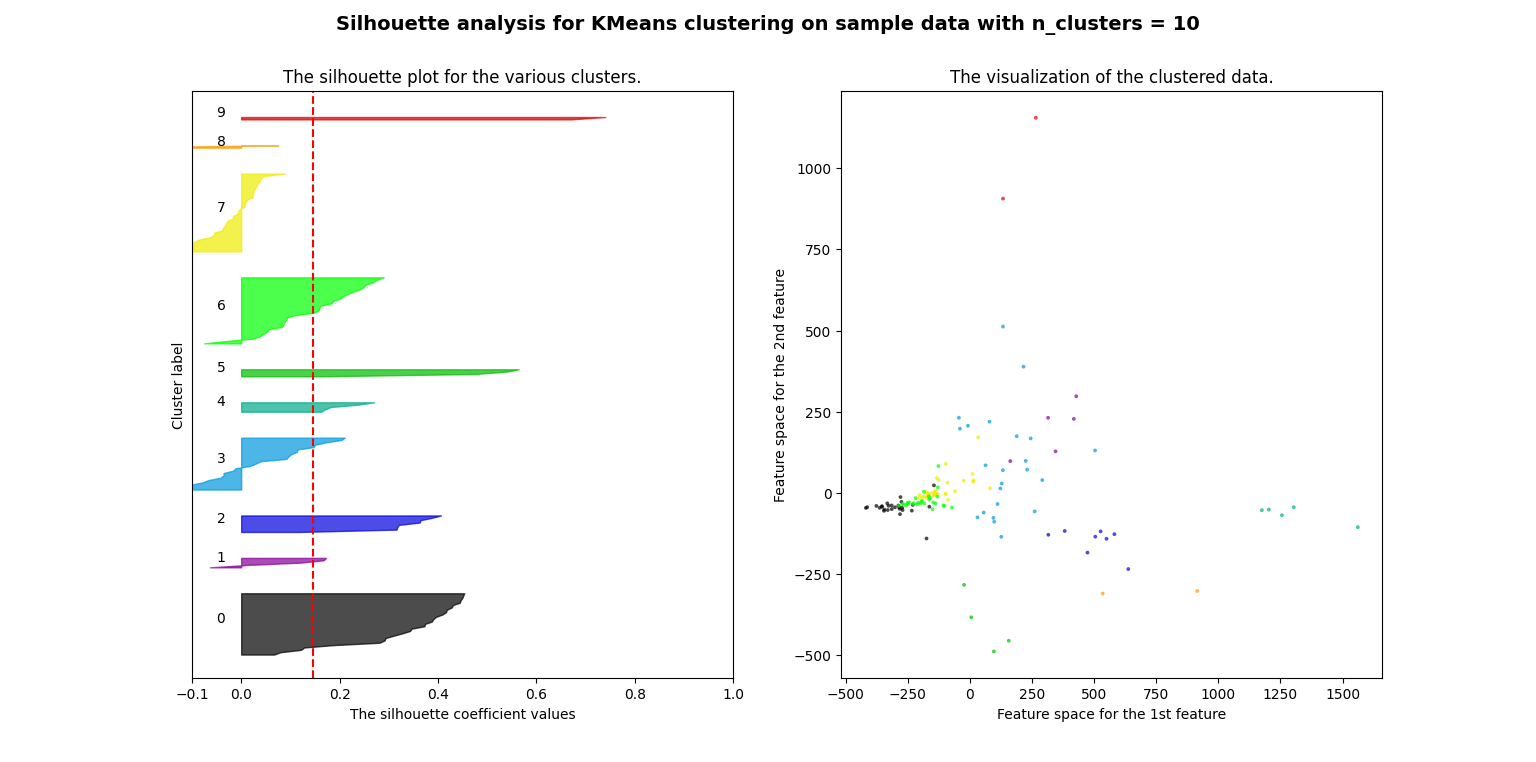 Silhouette analysis for KMeans clustering on sample data with n_clusters = 10
The silhouette plot for the various clusters.
9
8
7
6
5
4
3
2
1
0
Cluster label
−0.1 0.0 0.2 0.4 0.6 0.8 1.0
The silhouette coefficient values
The visualization of the clustered data.
1000
750
500
250
0
−250
−500
Feature space for the 2nd feature
−500 −250 0 250 500 750 1000 1250 1500
Feature space for the 1st feature